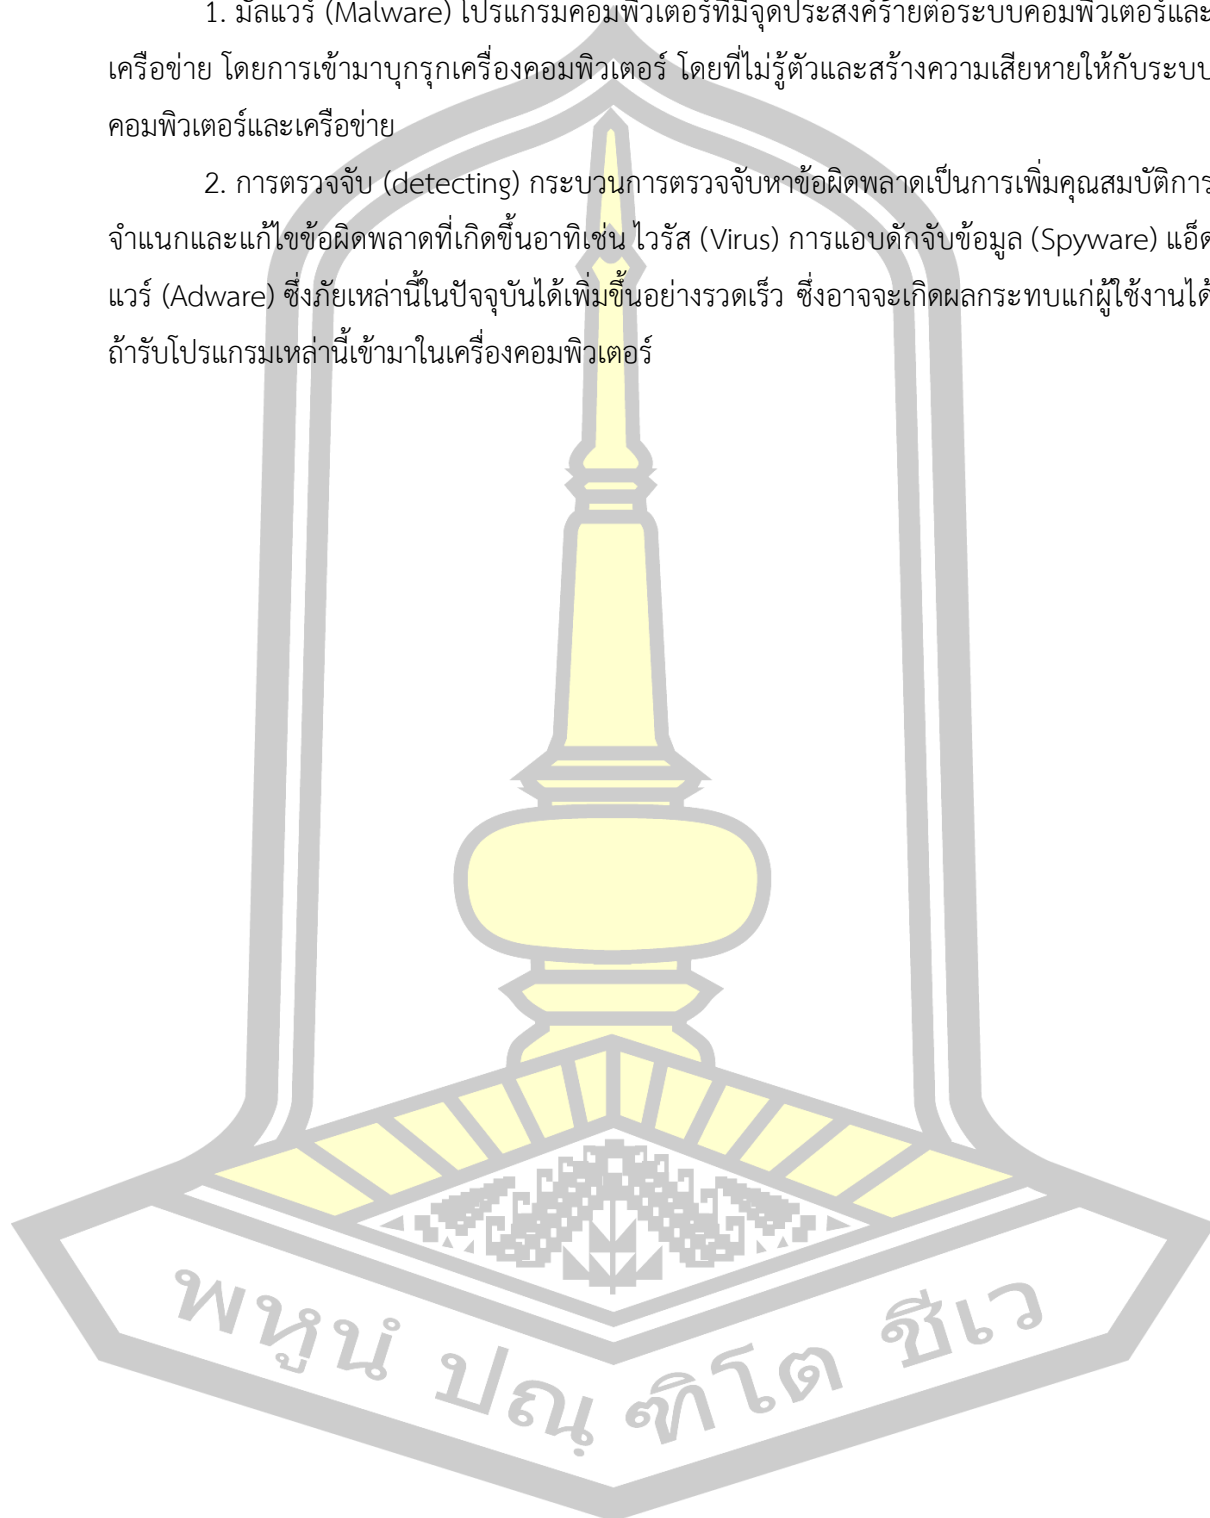 1. มัลแวร์ (Malware) โปรแกรมคอมพิวเตอร์ที่มีจุดประสงค์ร้ายต่อระบบคอมพิวเตอร์และ
เครือข่าย โดยการเข้ามาบุกรุกเครื่องคอมพิวเตอร์ โดยที่ไม่รู้ตัวและสร้างความเสียหายให้กับระบบ
คอมพิวเตอร์และเครือข่าย
2. การตรวจจับ (detecting) กระบวนการตรวจจับหาข้อผิดพลาดเป็นการเพิ่มคุณสมบัติการ
จำแนกและแก้ไขข้อผิดพลาดที่เกิดขึ้นอาทิเช่น ไวรัส (Virus) การแอบดักจับข้อมูล (Spyware) แอ็ด
แวร์ (Adware) ซึ่งภัยเหล่านี้ในปัจจุบันได้เพิ่มขึ้นอย่างรวดเร็ว ซึ่งอาจจะเกิดผลกระทบแก่ผู้ใช้งานได้
ถ้ารับโปรแกรมเหล่านี้เข้ามาในเครื่องคอมพิวเตอร์
พหูนํ ปณฺ ฑิโต ชีเว